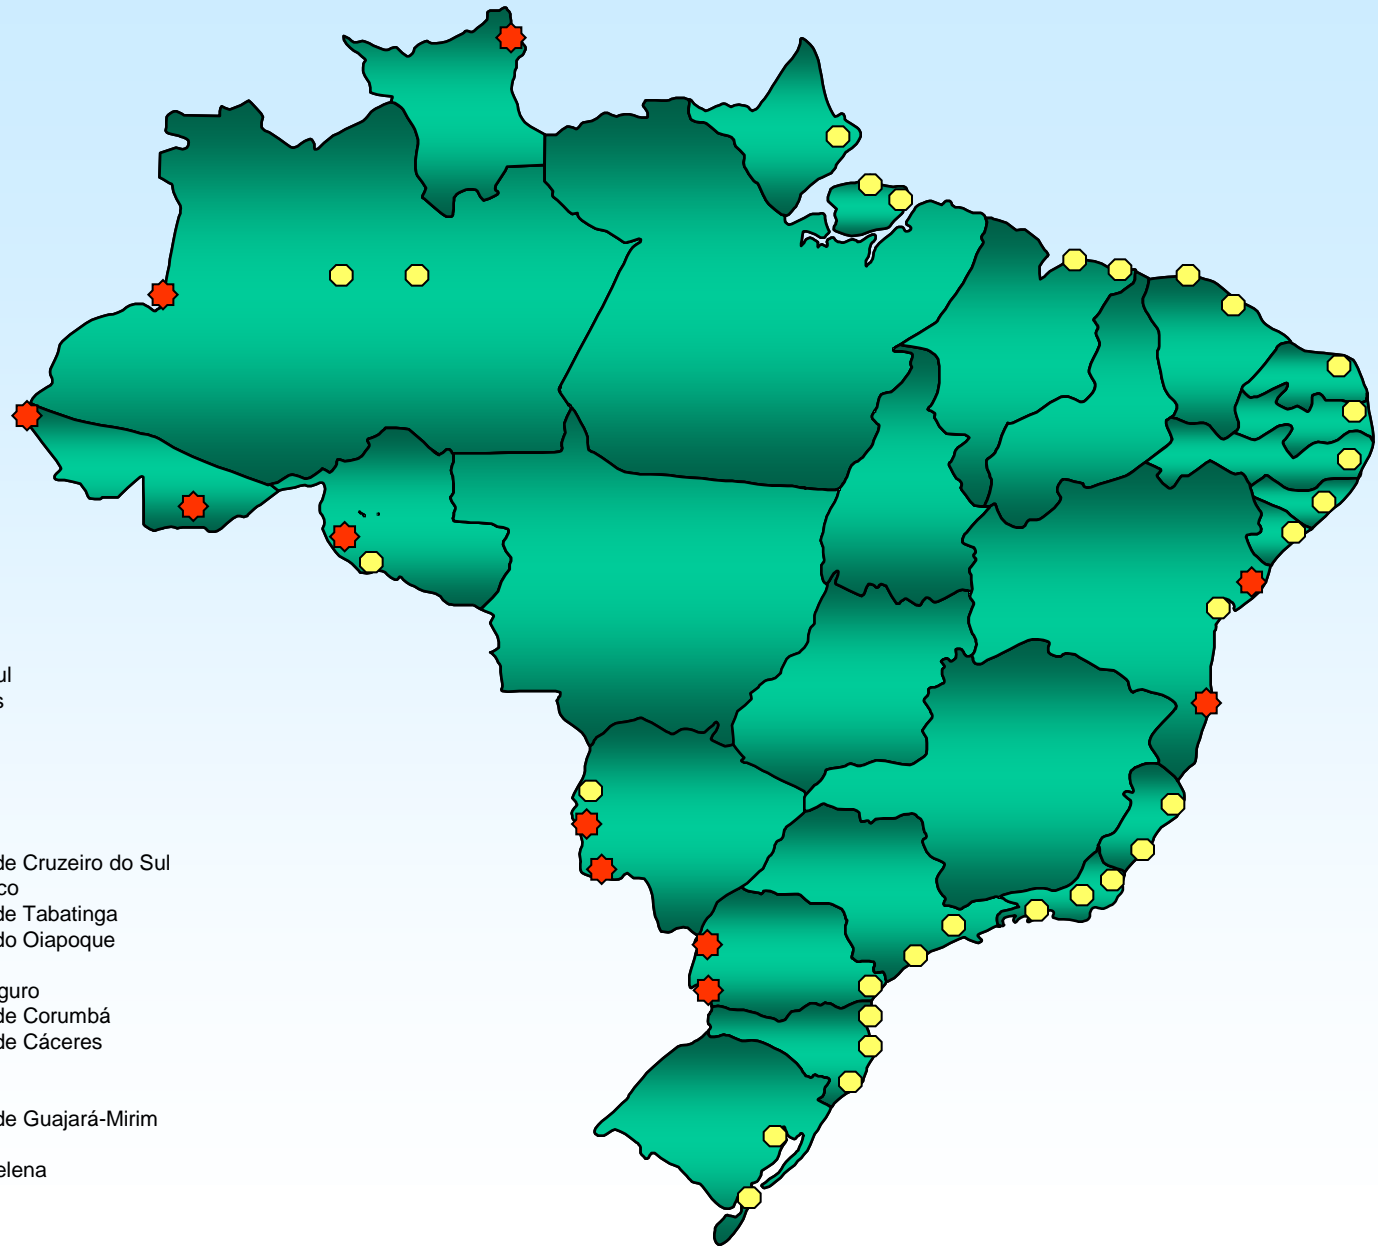 ul
s
de Cruzeiro do Sul
co
de Tabatinga
do Oiapoque
guro
de Corumbá
de Cáceres
de Guajará-Mirim
elena